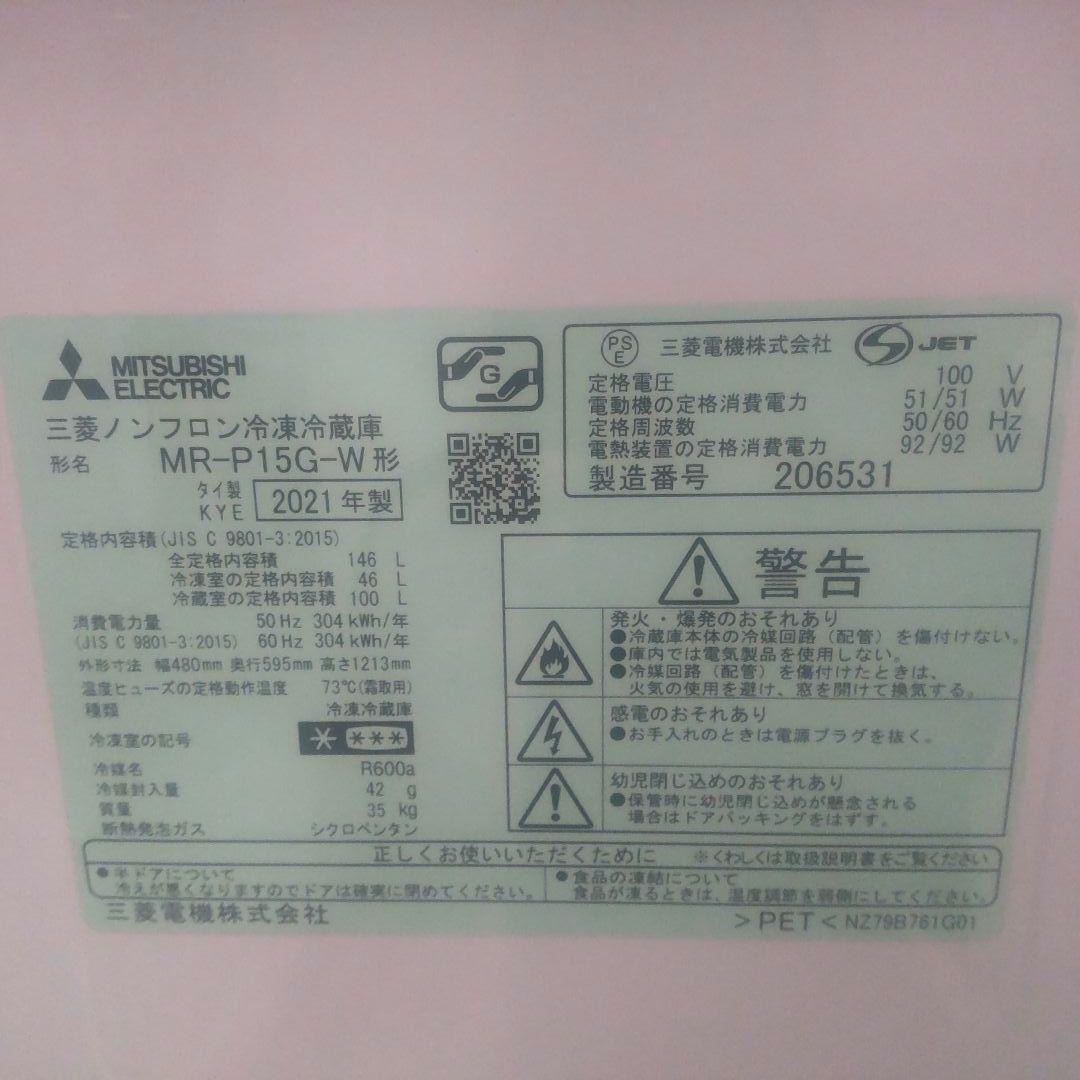 MITSUBISHI
ELECTRIC
三菱ノンフロン冷凍冷蔵庫
形名 MR-P15G-W形
タイ製
KYE 2021年製
定格内容積(JIS C 9801-3:2015)
全定格内容積 146 L
冷凍室の定格内容積 46 L
冷蔵室の定格内容積 100 L
消費電力量 50Hz 304kWh/年
(JIS C 9801-3:2015) 60Hz 304kWh/年
外形寸法 幅480mm 奥行595mm 高さ1213mm
温度ヒューズの定格動作温度 73℃(霜取用)
種類 冷凍冷蔵庫
冷凍室の記号
冷媒名 R600a
冷媒封入量 42 g
質量 35 kg
断熱発泡ガス シクロペンタン
G
PS
E 三菱電機株式会社 JET
定格電圧 100 V
電動機の定格消費電力 51/51 W
定格周波数 50/60 Hz
電熱装置の定格消費電力 92/92 W
製造番号 206531
警告
発火・爆発のおそれあり
●冷蔵庫本体の冷媒回路(配管)を傷付けない。
●庫内では電気製品を使用しない。
●冷媒回路(配管)を傷付けたときは、
火気の使用を避け、窓を開けて換気する。
感電のおそれあり
●お手入れのときは電源プラグを抜く。
幼児閉じ込めのおそれあり
●保管時に幼児閉じ込めが懸念される
場合はドアパッキングをはずす。
正しくお使いいただくために ※くわしくは取扱説明書をご覧ください
●半ドアについて
冷えが悪くなりますのでドアは確実に閉めてください。
●食品の凍結について
食品が凍るときは、温度調節を弱側にしてください。
三菱電機株式会社
>PET< NZ79B761G01